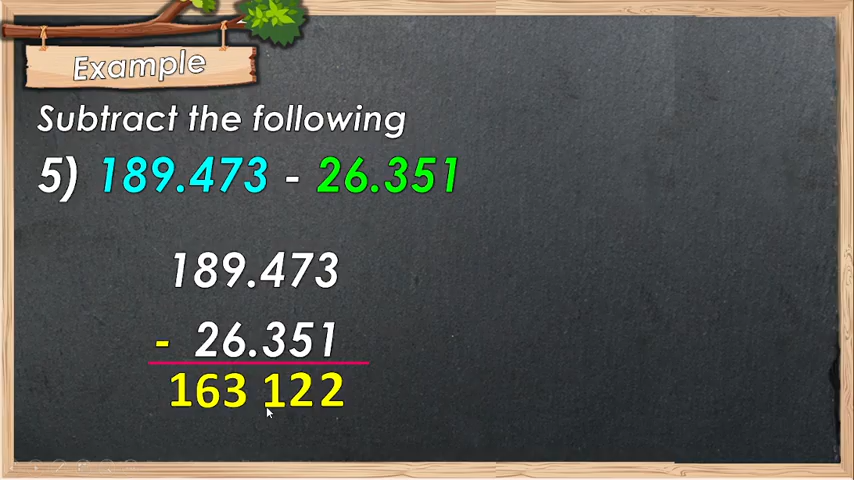 Example
Subtract the following
5) 189.473 - 26.351
189.473
- 26.351
163 122